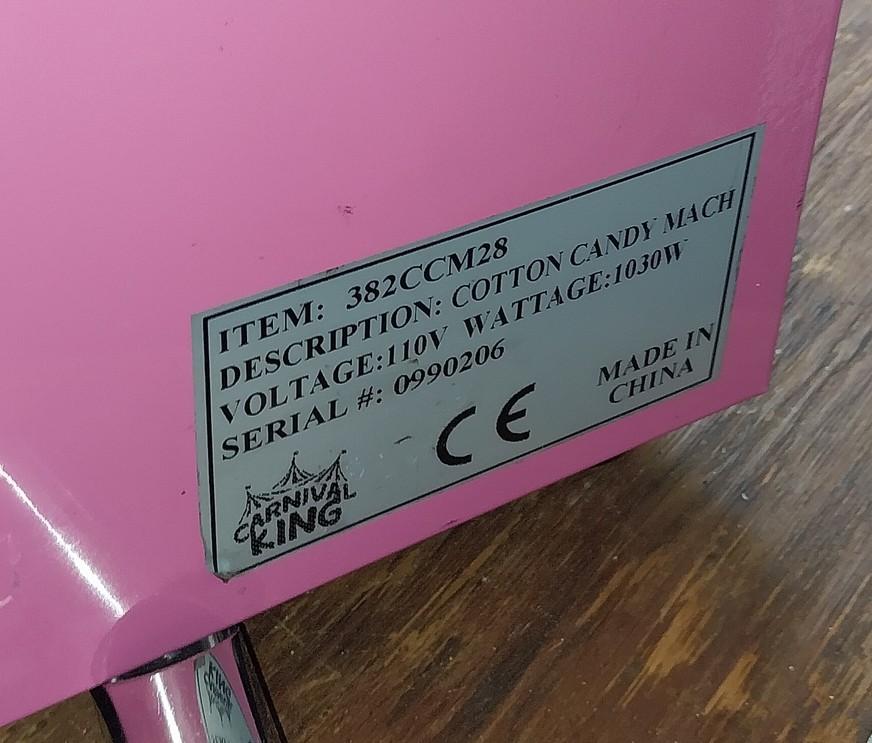 ITEM: 382CCM28
DESCRIPTION: COTTON CANDY MACH
VOLTAGE:110V WATTAGE:1030W
SERIAL #: 0990206
MADE IN
CHINA
CE
CARNIVAL
KING